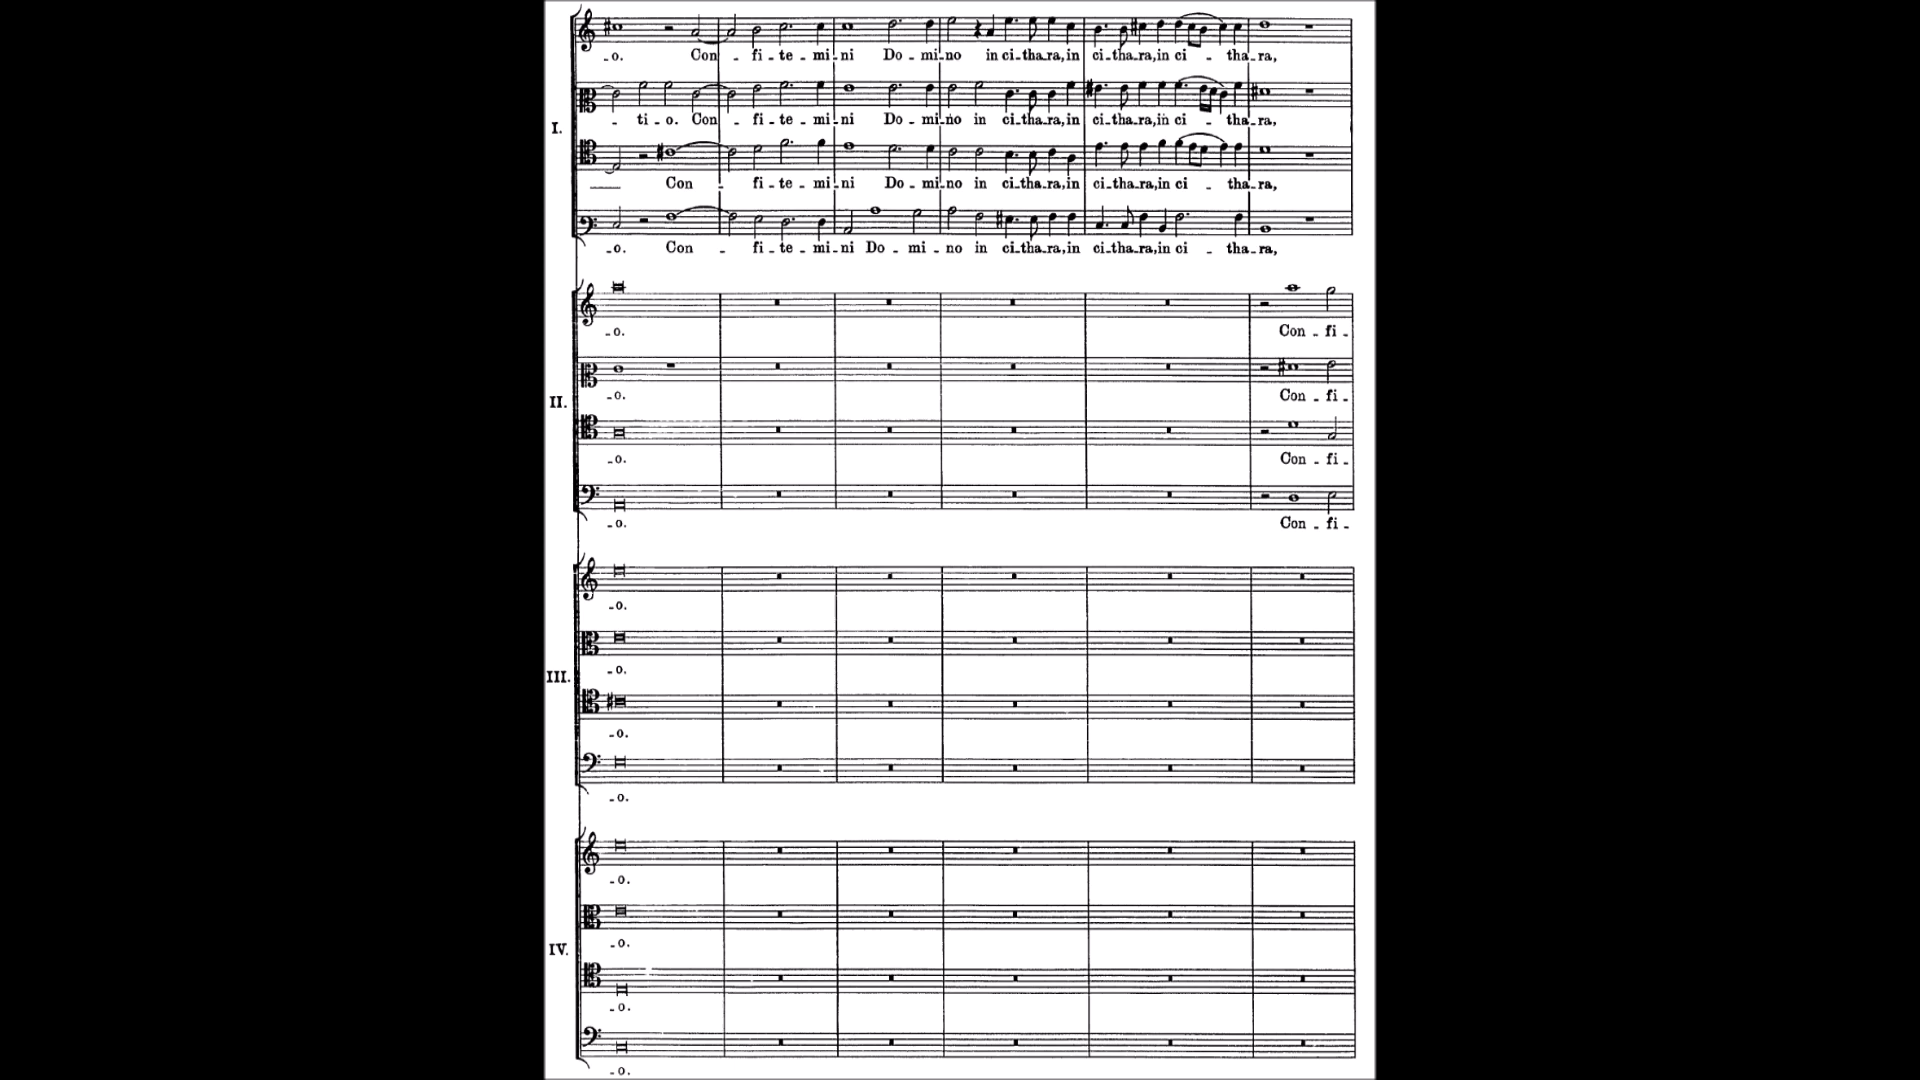 -o. Con - fi - te - mi - ni Do - mi - no in ci-tha-ra, in ci-tha-ra, in ci - tha-ra,
- ti - o. Con - fi - te - mi - ni Do - mi - no in ci-tha-ra, in ci-tha-ra, in ci - tha-ra,
I.
Con - fi - te - mi - ni Do - mi - no in ci-tha-ra, in ci-tha-ra, in ci - tha-ra,
-o. Con - fi - te - mi - ni Do - mi - no in ci-tha-ra, in ci-tha-ra, in ci - tha-ra,
-o. Con - fi -
-o. Con - fi -
II.
-o. Con - fi -
-o. Con - fi -
-o.
-o.
III.
-o.
-o.
-o.
-o.
IV.
-o.
-o.